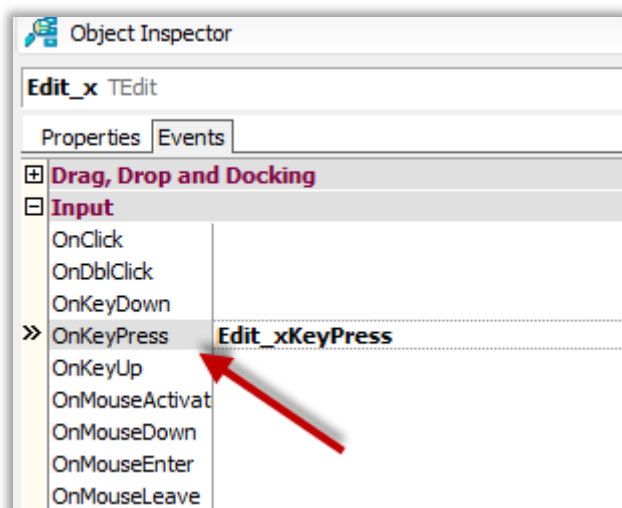 Object Inspector
Edit_x TEdit
Properties Events
Drag, Drop and Docking
Input
OnClick
OnDblClick
OnKeyDown
OnKeyPress Edit_xKeyPress
OnKeyUp
OnMouseActivat
OnMouseDown
OnMouseEnter
OnMouseLeave